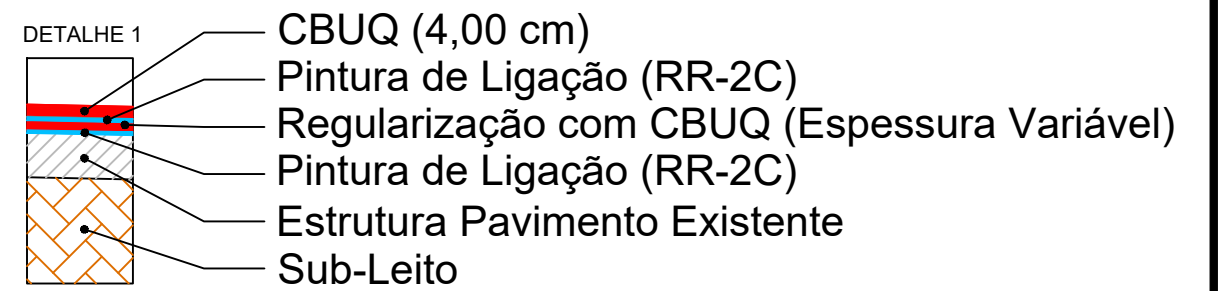 DETALHE 1
CBUQ (4,00 cm)
Pintura de Ligação (RR-2C)
Regularização com CBUQ (Espessura Variável)
Pintura de Ligação (RR-2C)
Estrutura Pavimento Existente
Sub-Leito